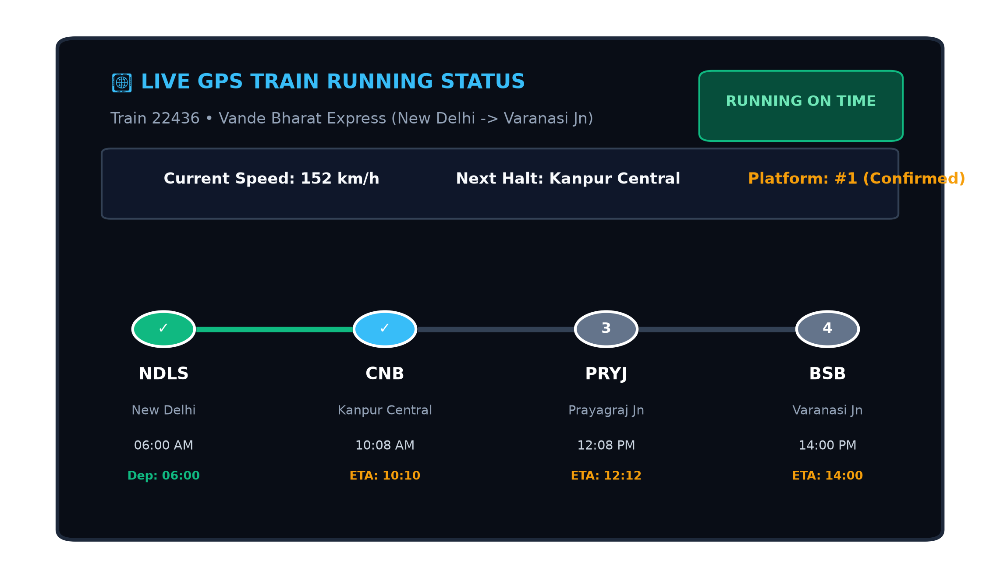 LIVE GPS TRAIN RUNNING STATUS
Train 22436 • Vande Bharat Express (New Delhi -> Varanasi Jn)
RUNNING ON TIME
Current Speed: 152 km/h
Next Halt: Kanpur Central
Platform: #1 (Confirmed)
✓
✓
3
4
NDLS
CNB
PRYJ
BSB
New Delhi
Kanpur Central
Prayagraj Jn
Varanasi Jn
06:00 AM
10:08 AM
12:08 PM
14:00 PM
Dep: 06:00
ETA: 10:10
ETA: 12:12
ETA: 14:00